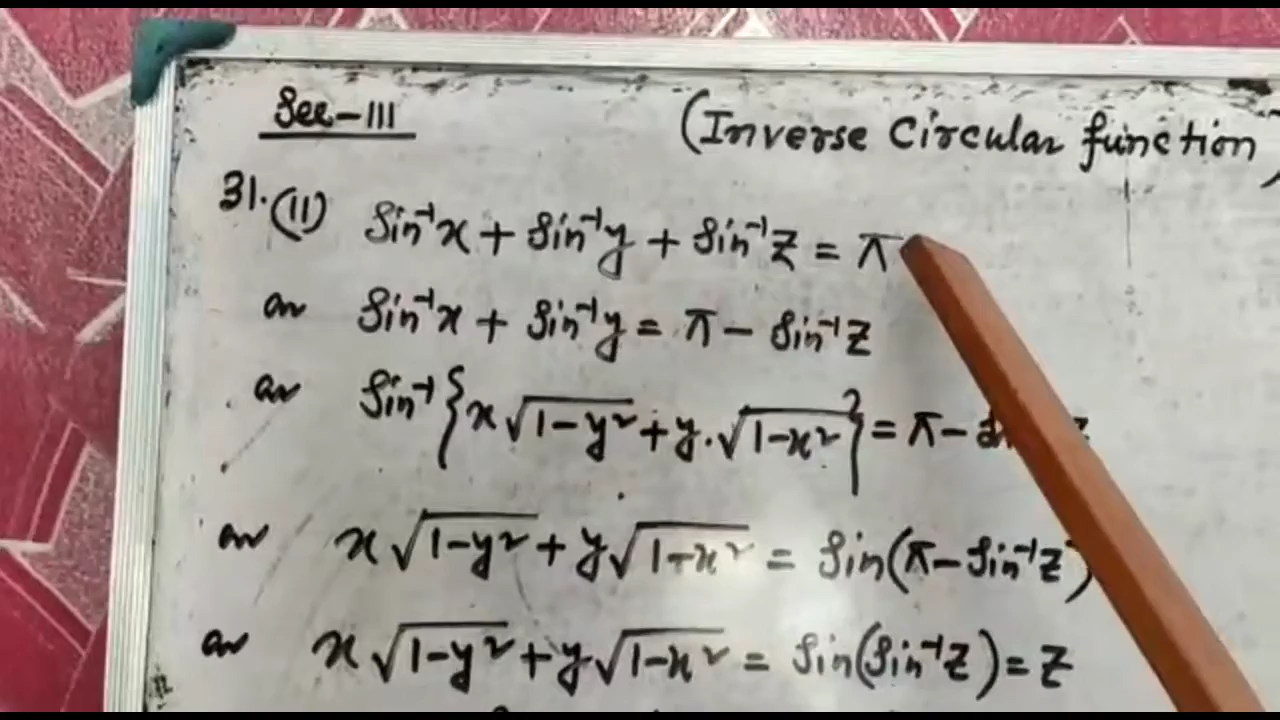 Sec-III
(Inverse Circular function)
31.(II) Sin⁻¹x + Sin⁻¹y + Sin⁻¹z = π
or Sin⁻¹x + Sin⁻¹y = π - Sin⁻¹z
or Sin⁻¹{x√(1-y²) + y.√(1-x²)} = π -
or x√(1-y²) + y√(1-x²) = Sin(π - Sin⁻¹z)
or x√(1-y²) + y√(1-x²) = Sin(Sin⁻¹z) = z